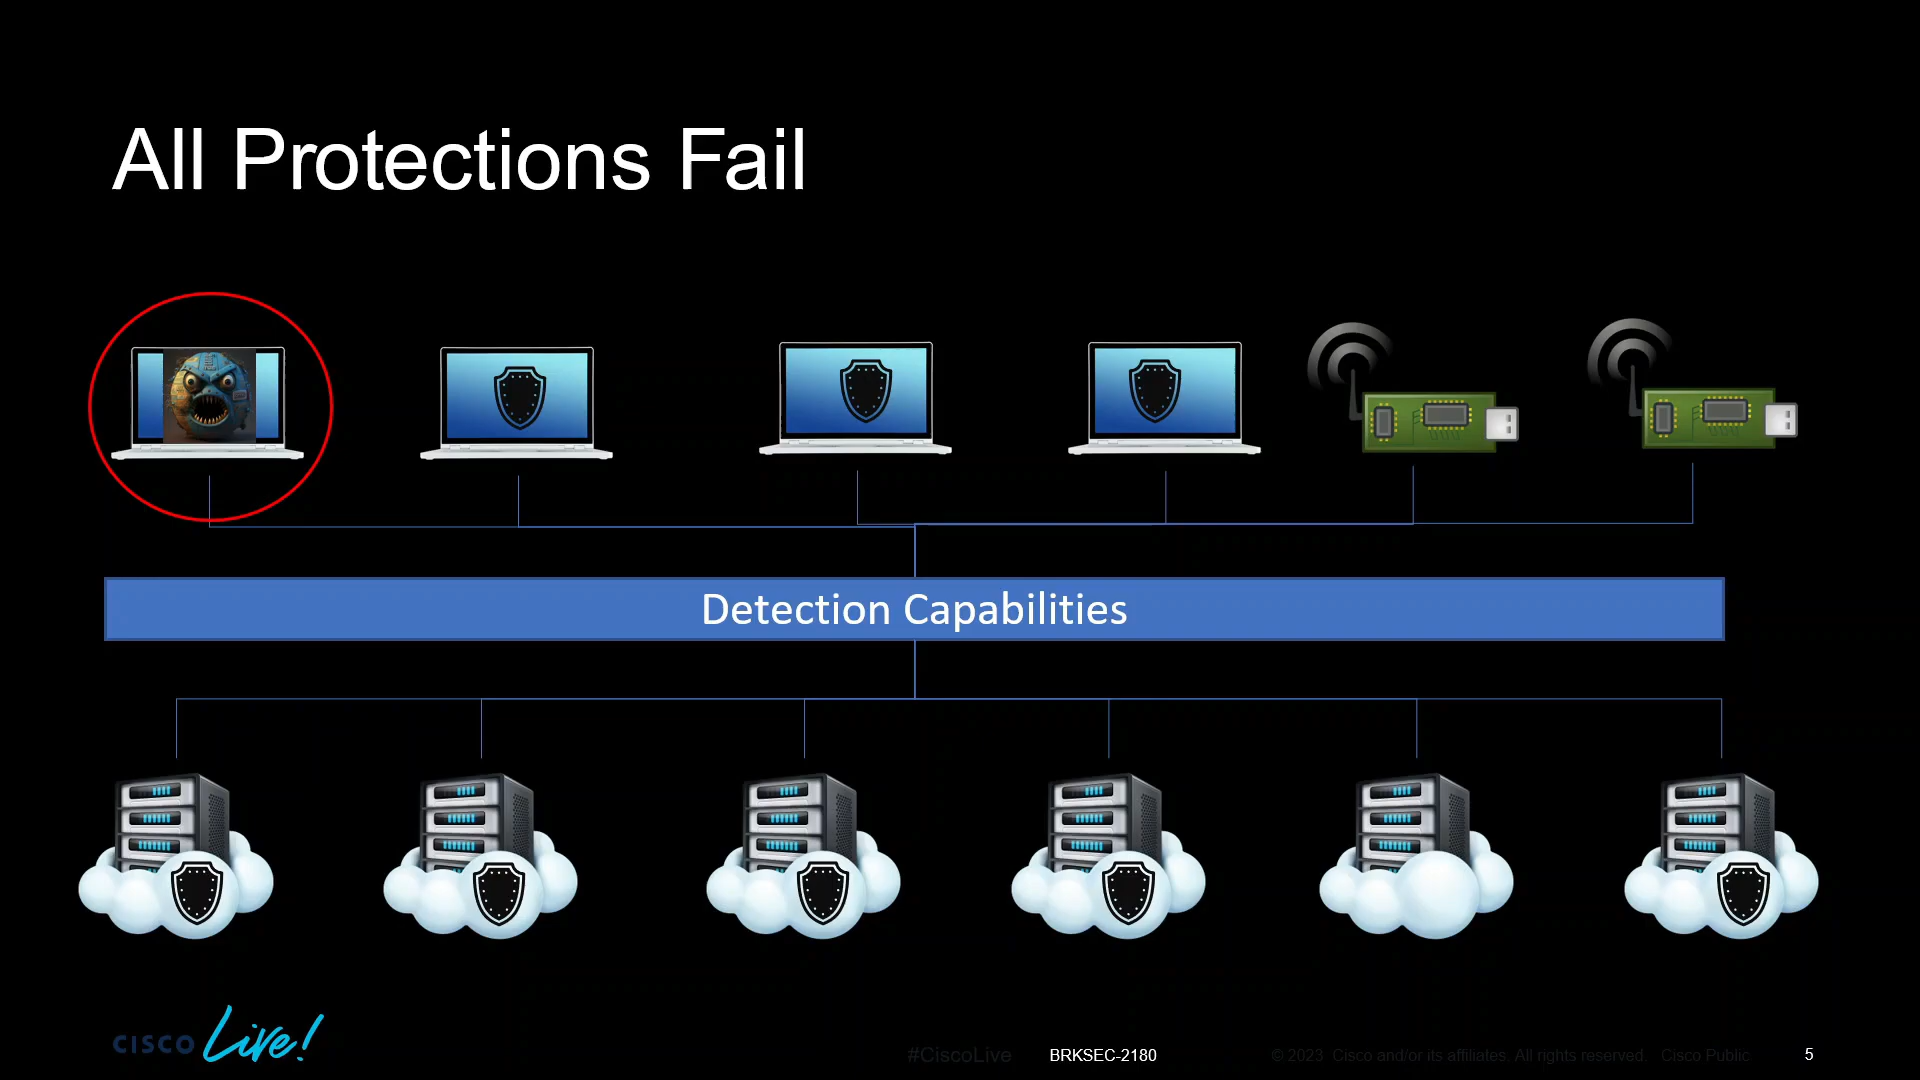 All Protections Fail
Detection Capabilities
CISCO Live!
#CiscoLive
BRKSEC-2180
© 2023 Cisco and/or its affiliates. All rights reserved. Cisco Public
5